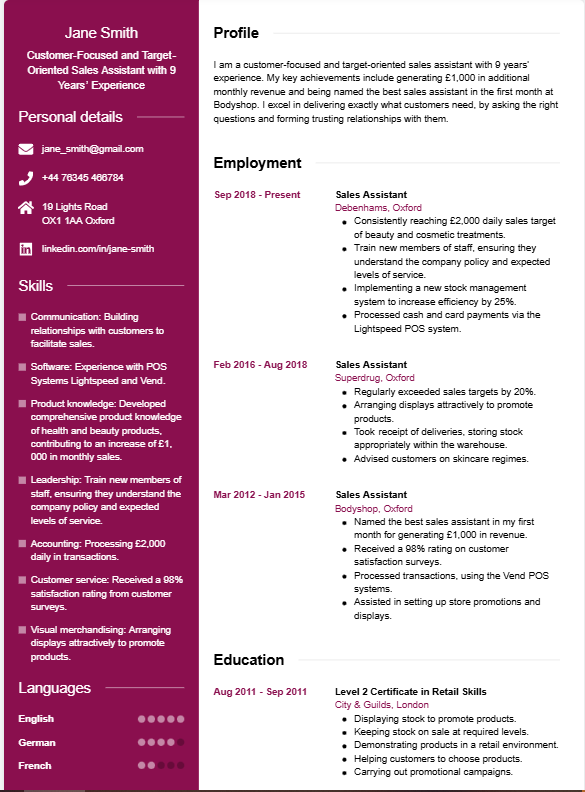 Jane Smith
Customer-Focused and Target-
Oriented Sales Assistant with 9
Years' Experience
Personal details
jane_smith@gmail.com
+44 76345 466784
19 Lights Road
OX1 1AA Oxford
linkedin.com/in/jane-smith
Skills
Communication: Building
relationships with customers to
facilitate sales.
Software: Experience with POS
Systems Lightspeed and Vend.
Product knowledge: Developed
comprehensive product knowledge
of health and beauty products,
contributing to an increase of £1,
000 in monthly sales.
Leadership: Train new members of
staff, ensuring they understand the
company policy and expected
levels of service.
Accounting: Processing £2,000
daily in transactions.
Customer service: Received a 98%
satisfaction rating from customer
surveys.
Visual merchandising: Arranging
displays attractively to promote
products.
Languages
English
German
French
Profile
I am a customer-focused and target-oriented sales assistant with 9 years'
experience. My key achievements include generating £1,000 in additional
monthly revenue and being named the best sales assistant in the first month at
Bodyshop. I excel in delivering exactly what customers need, by asking the right
questions and forming trusting relationships with them.
Employment
Sep 2018 - Present
Sales Assistant
Debenhams, Oxford
Consistently reaching £2,000 daily sales target
of beauty and cosmetic treatments.
Train new members of staff, ensuring they
understand the company policy and expected
levels of service.
Implementing a new stock management
system to increase efficiency by 25%.
Processed cash and card payments via the
Lightspeed POS system.
Feb 2016 - Aug 2018
Sales Assistant
Superdrug, Oxford
Regularly exceeded sales targets by 20%.
Arranging displays attractively to promote
products.
Took receipt of deliveries, storing stock
appropriately within the warehouse.
Advised customers on skincare regimes.
Mar 2012 - Jan 2015
Sales Assistant
Bodyshop, Oxford
Named the best sales assistant in my first
month for generating £1,000 in revenue.
Received a 98% rating on customer
satisfaction surveys.
Processed transactions, using the Vend POS
systems.
Assisted in setting up store promotions and
displays.
Education
Aug 2011 - Sep 2011
Level 2 Certificate in Retail Skills
City & Guilds, London
Displaying stock to promote products.
Keeping stock on sale at required levels.
Demonstrating products in a retail environment.
Helping customers to choose products.
Carrying out promotional campaigns.